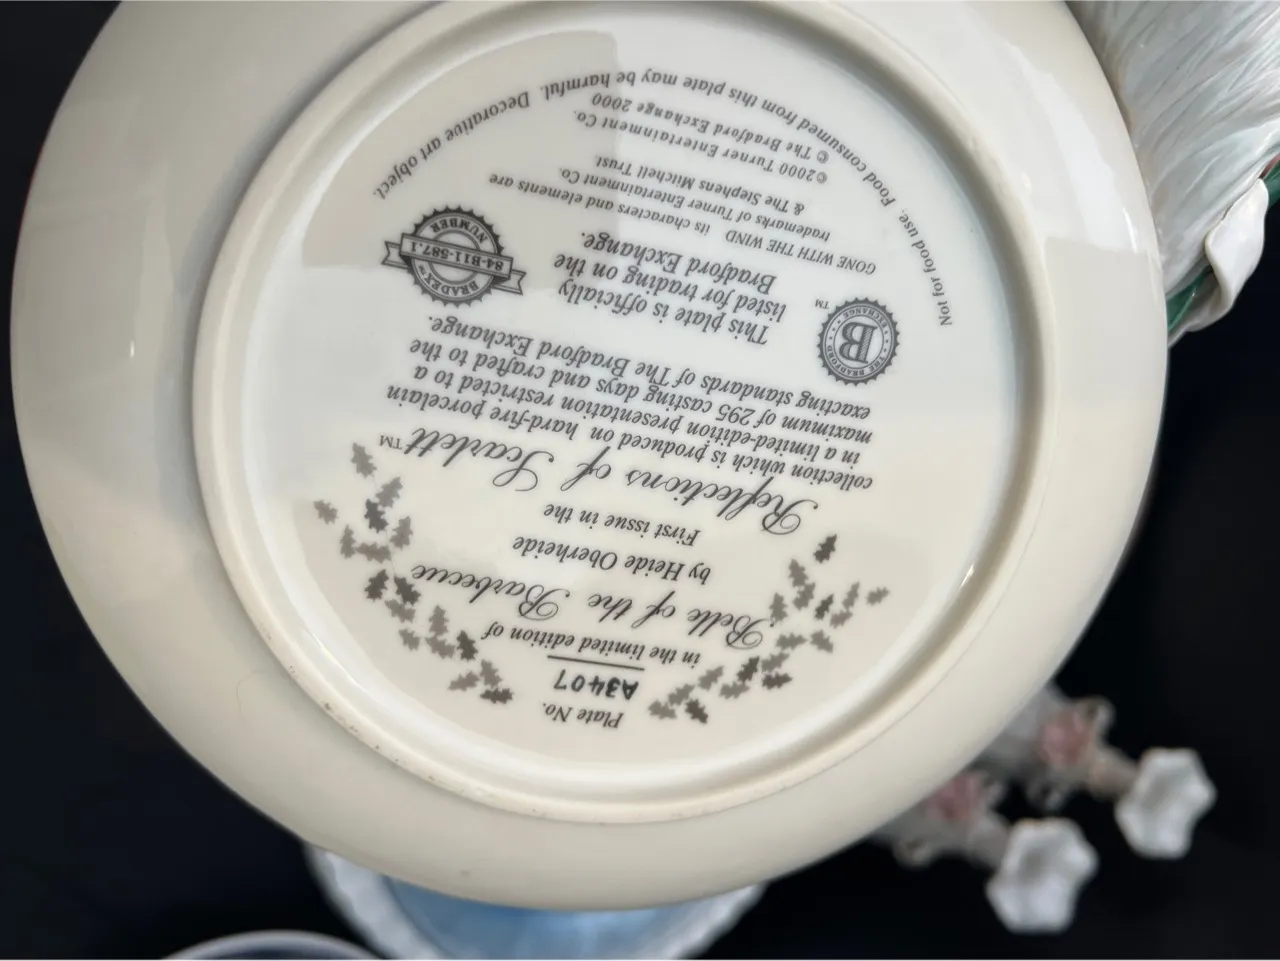 Plate No.
A3407
in the limited edition of
Belle of the Barbecue
by Heide Oberheide
First issue in the
Reflections of Scarlett™
collection which is produced on hard-fire porcelain
in a limited-edition presentation restricted to a
maximum of 295 casting days and crafted to the
exacting standards of The Bradford Exchange.
THE BRADFORD EXCHANGE
B
™
This plate is officially
listed for trading on the
Bradford Exchange.
BRADEX™
84-B11-587.1
NUMBER
GONE WITH THE WIND its characters and elements are
trademarks of Turner Entertainment Co.
& The Stephens Mitchell Trust.
©2000 Turner Entertainment Co.
© The Bradford Exchange 2000
Not for food use. Food consumed from this plate may be harmful. Decorative art object.